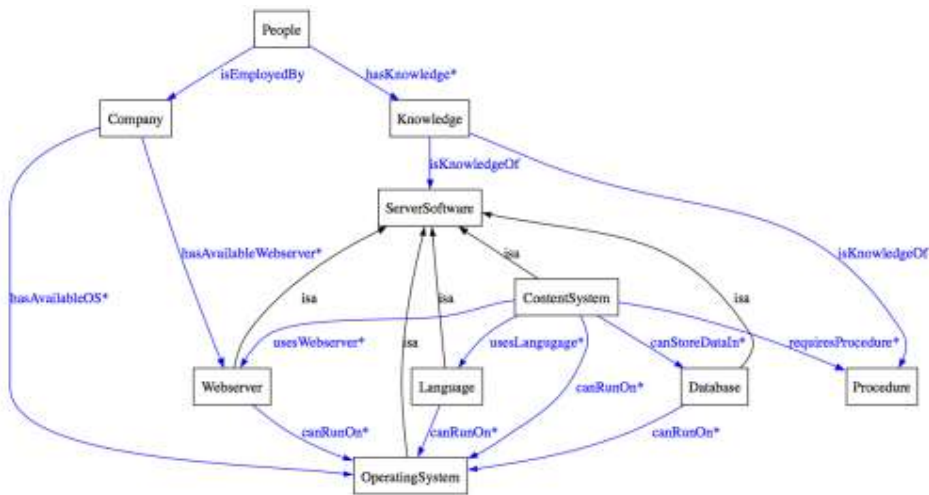 People
isEmployedBy
hasKnowledge*
Company
Knowledge
isKnowledgeOf
ServerSoftware
hasAvailableWebserver*
isa
isKnowledgeOf
hasAvailableOS*
isa
isa
ContentSystem
isa
usesWebserver*
isa
usesLangugage*
canStoreDataIn*
requiresProcedure*
Webserver
Language
canRunOn*
Database
Procedure
canRunOn*
canRunOn*
canRunOn*
OperatingSystem